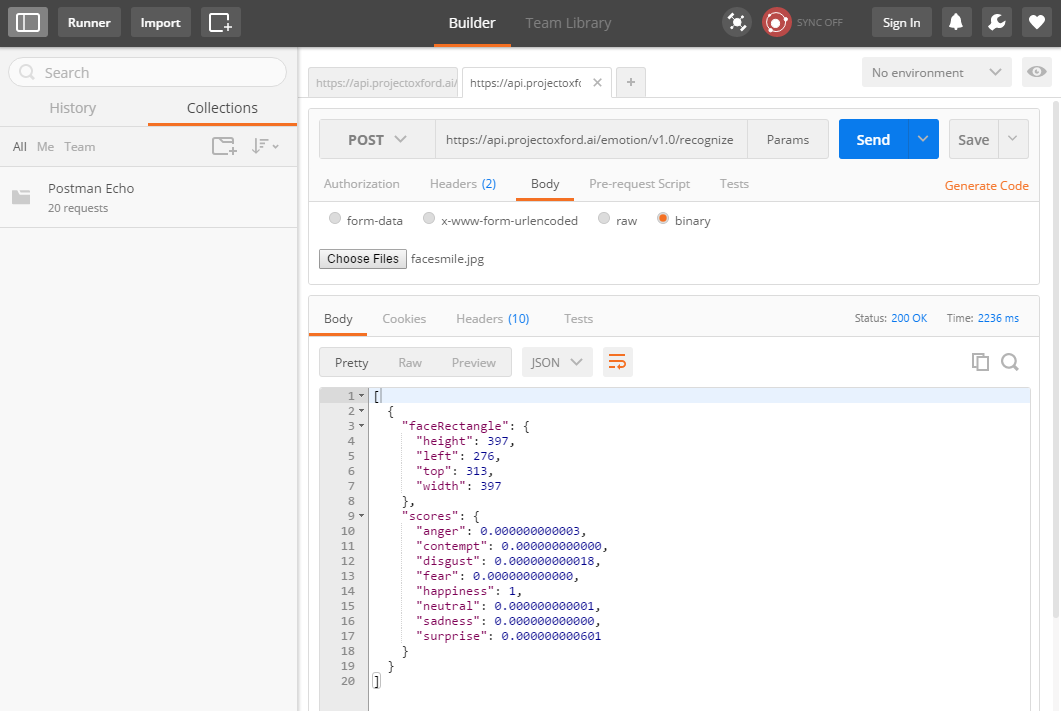 Runner Import Builder Team Library SYNC OFF Sign In
Search
History Collections
All Me Team
Postman Echo
20 requests
https://api.projectoxford.ai/ https://api.projectoxf × + No environment
POST https://api.projectoxford.ai/emotion/v1.0/recognize Params Send Save
Authorization Headers (2) Body Pre-request Script Tests Generate Code
form-data x-www-form-urlencoded raw binary
Choose Files facesmile.jpg
Body Cookies Headers (10) Tests Status: 200 OK Time: 2236 ms
Pretty Raw Preview JSON
1 [
2 {
3 "faceRectangle": {
4 "height": 397,
5 "left": 276,
6 "top": 313,
7 "width": 397
8 },
9 "scores": {
10 "anger": 0.000000000003,
11 "contempt": 0.000000000000,
12 "disgust": 0.000000000018,
13 "fear": 0.000000000000,
14 "happiness": 1,
15 "neutral": 0.000000000001,
16 "sadness": 0.000000000000,
17 "surprise": 0.000000000601
18 }
19 }
20 ]